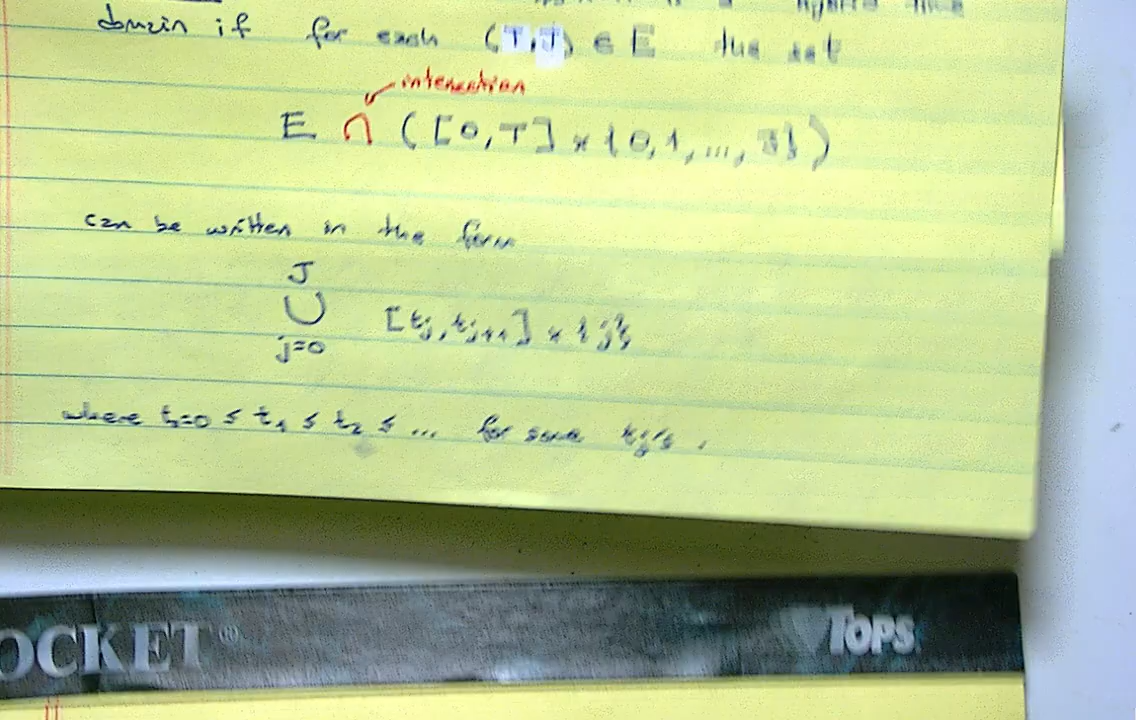 domain if for each (T,J) ∈ E the set
intersection
E ∩ ([0,T] × {0,1,...,J})
can be written in the form
J
∪ [tj, tj+1] × {j}
j=0
where t0=0 ≤ t1 ≤ t2 ≤ ... for some tj's.
OCKET®
TOPS